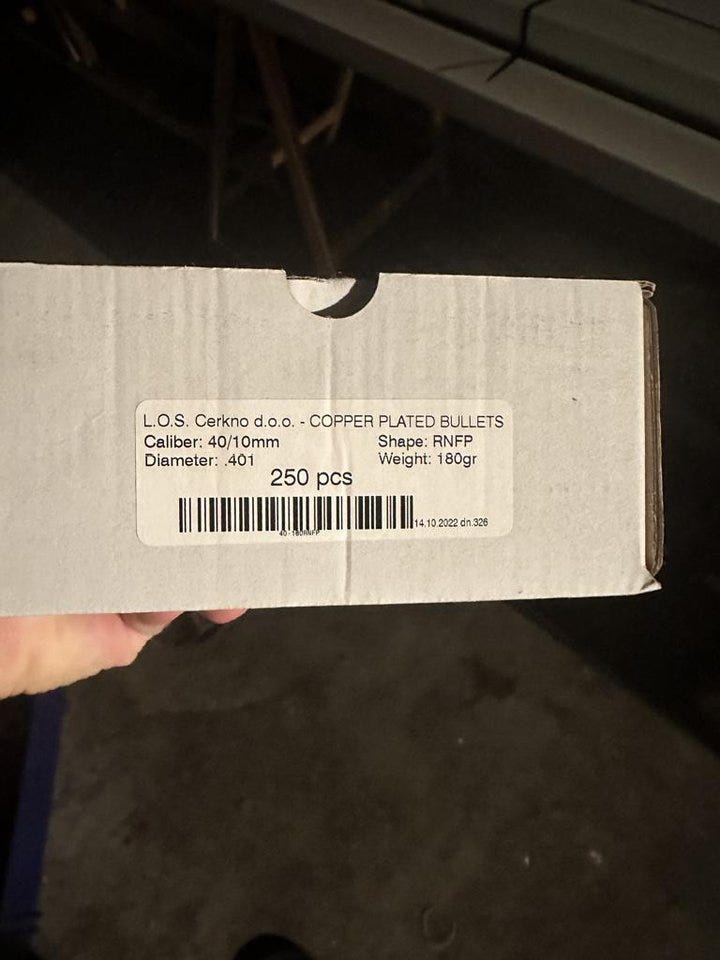 L.O.S. Cerkno d.o.o. - COPPER PLATED BULLETS
Caliber: 40/10mm Shape: RNFP
Diameter: .401 Weight: 180gr
250 pcs
14.10.2022 dn.326
40-180RNFP